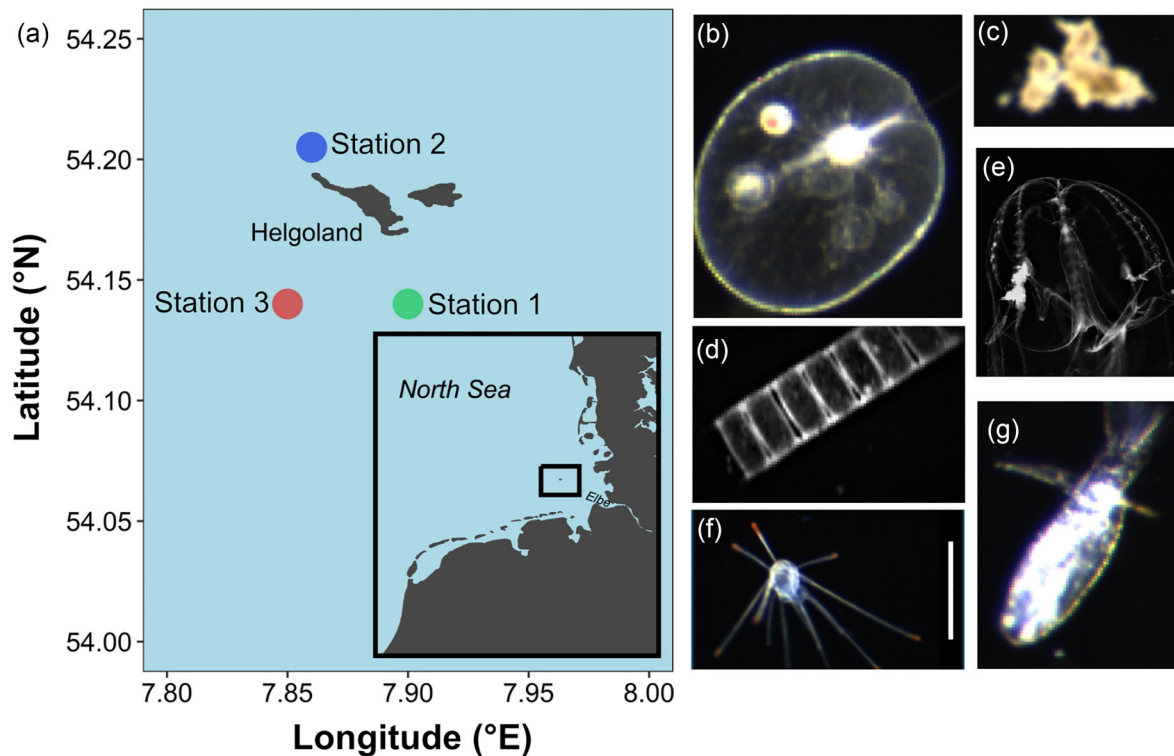 (a)
54.25
54.20
54.15
54.10
54.05
54.00
Latitude (°N)
Station 2
Helgoland
Station 3
Station 1
North Sea
Elbe
7.80 7.85 7.90 7.95 8.00
Longitude (°E)
(b)
(c)
(d)
(e)
(f)
(g)